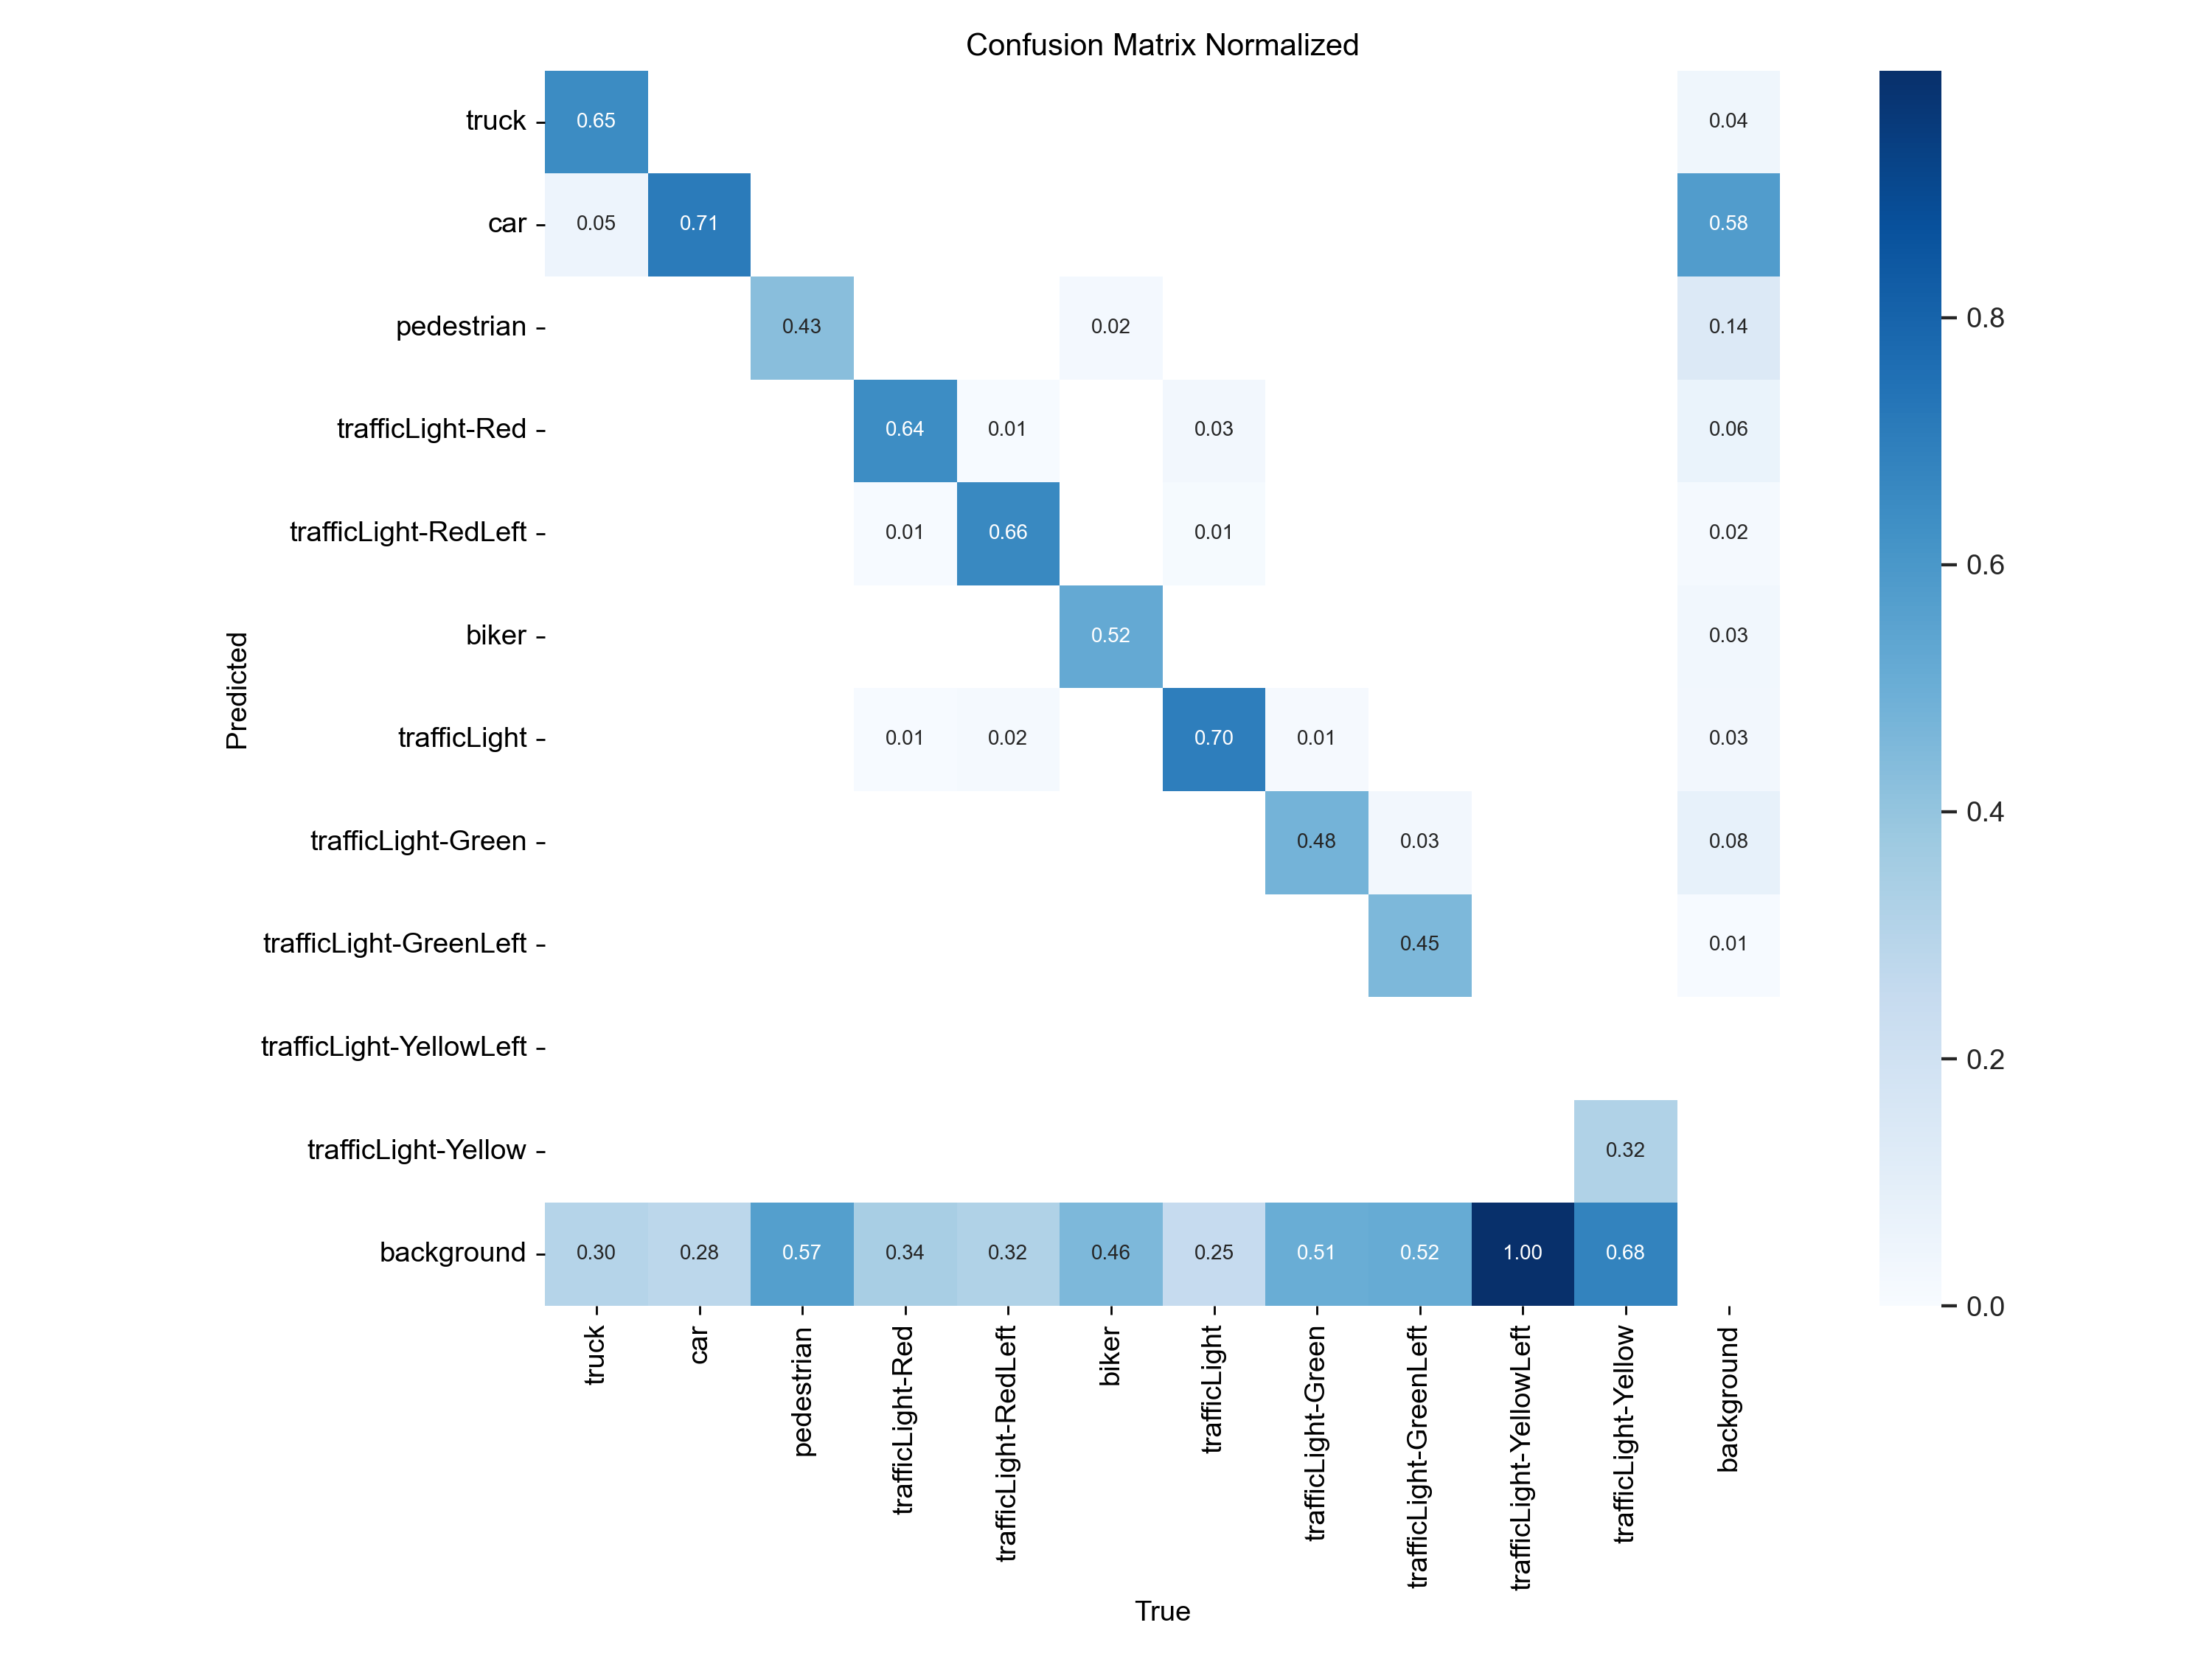 Confusion Matrix Normalized
truck 0.65 0.04
car 0.05 0.71 0.58
pedestrian 0.43 0.02 0.14
trafficLight-Red 0.64 0.01 0.03 0.06
trafficLight-RedLeft 0.01 0.66 0.01 0.02
biker 0.52 0.03
trafficLight 0.01 0.02 0.70 0.01 0.03
trafficLight-Green 0.48 0.03 0.08
trafficLight-GreenLeft 0.45 0.01
trafficLight-YellowLeft
trafficLight-Yellow 0.32
background 0.30 0.28 0.57 0.34 0.32 0.46 0.25 0.51 0.52 1.00 0.68
Predicted
truck
car
pedestrian
trafficLight-Red
trafficLight-RedLeft
biker
trafficLight
trafficLight-Green
trafficLight-GreenLeft
trafficLight-YellowLeft
trafficLight-Yellow
background
True
0.8
0.6
0.4
0.2
0.0